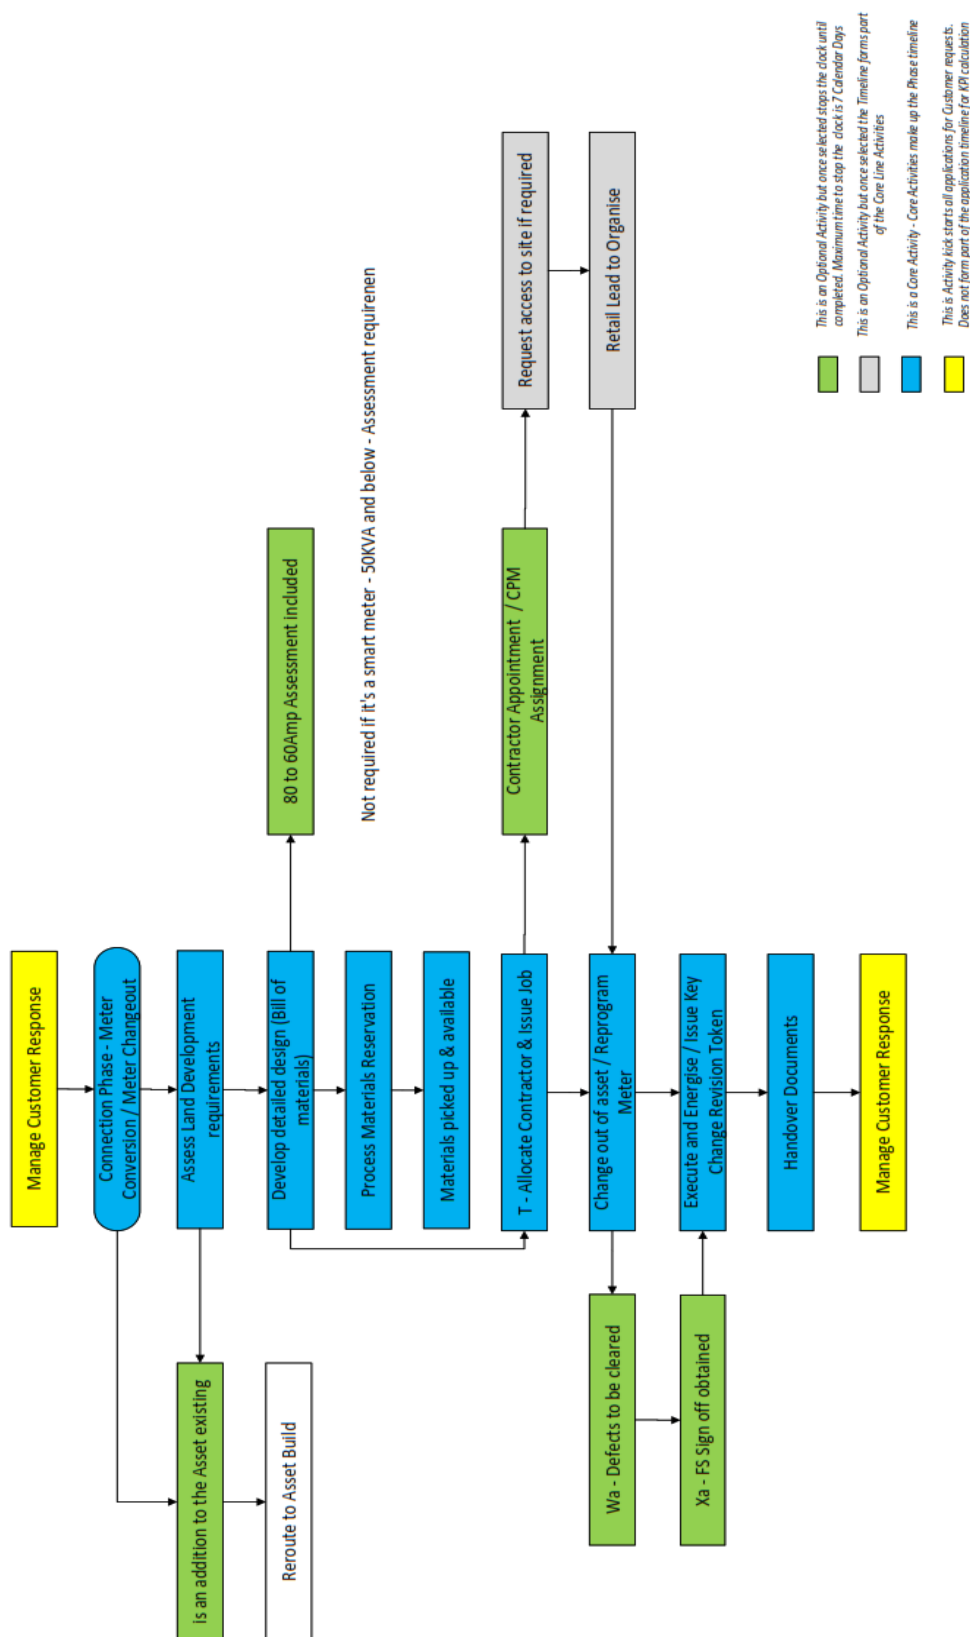 Manage Customer Response
Connection Phase - Meter
Conversion / Meter Changeout
Assess Land Development
requirements
is an addition to the Asset existing
Reroute to Asset Build
Develop detailed design (Bill of
materials)
80 to 60Amp Assessment included
Not required if it's a smart meter - 50KVA and below - Assessment requiremen
Process Materials Reservation
Materials picked up & available
T - Allocate Contractor & Issue Job
Contractor Appointment / CPM
Assignment
Request access to site if required
Retail Lead to Organise
Change out of asset / Reprogram
Meter
Wa - Defects to be cleared
Xa - FS Sign off obtained
Execute and Energise / Issue Key
Change Revision Token
Handover Documents
Manage Customer Response
This is an Optional Activity but once selected stops the clock until
completed. Maximum time to stop the clock is 7 Calendar Days
This is an Optional Activity but once selected the Timeline forms part
of the Core Line Activities
This is a Core Activity - Core Activities make up the Phase timeline
This is Activity kick starts all applications for Customer requests.
Does not form part of the application timeline for KPI calculation